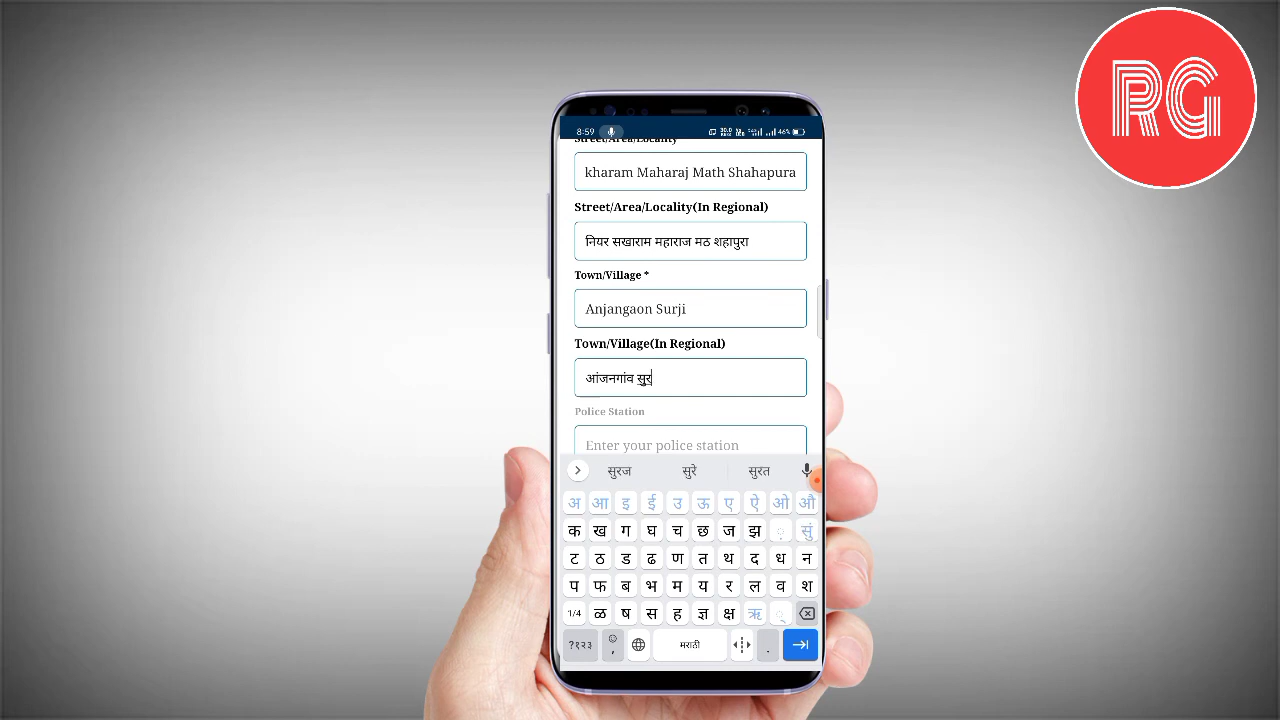 RG
8:59
46%
Street/Area/Locality
kharam Maharaj Math Shahapura
Street/Area/Locality(In Regional)
नियर सखाराम महाराज मठ शहापुरा
Town/Village *
Anjangaon Surji
Town/Village(In Regional)
आंजनगांव सुर
Police Station
Enter your police station
सुरज सुरे सुरत
अ आ इ ई उ ऊ ए ऐ ओ औ
क ख ग घ च छ ज झ ़ सुं
ट ठ ड ढ ण त थ द ध न
प फ ब भ म य र ल व श
1/4 ळ ष स ह ज्ञ क्ष ऋ ्
?१२३ , मराठी .